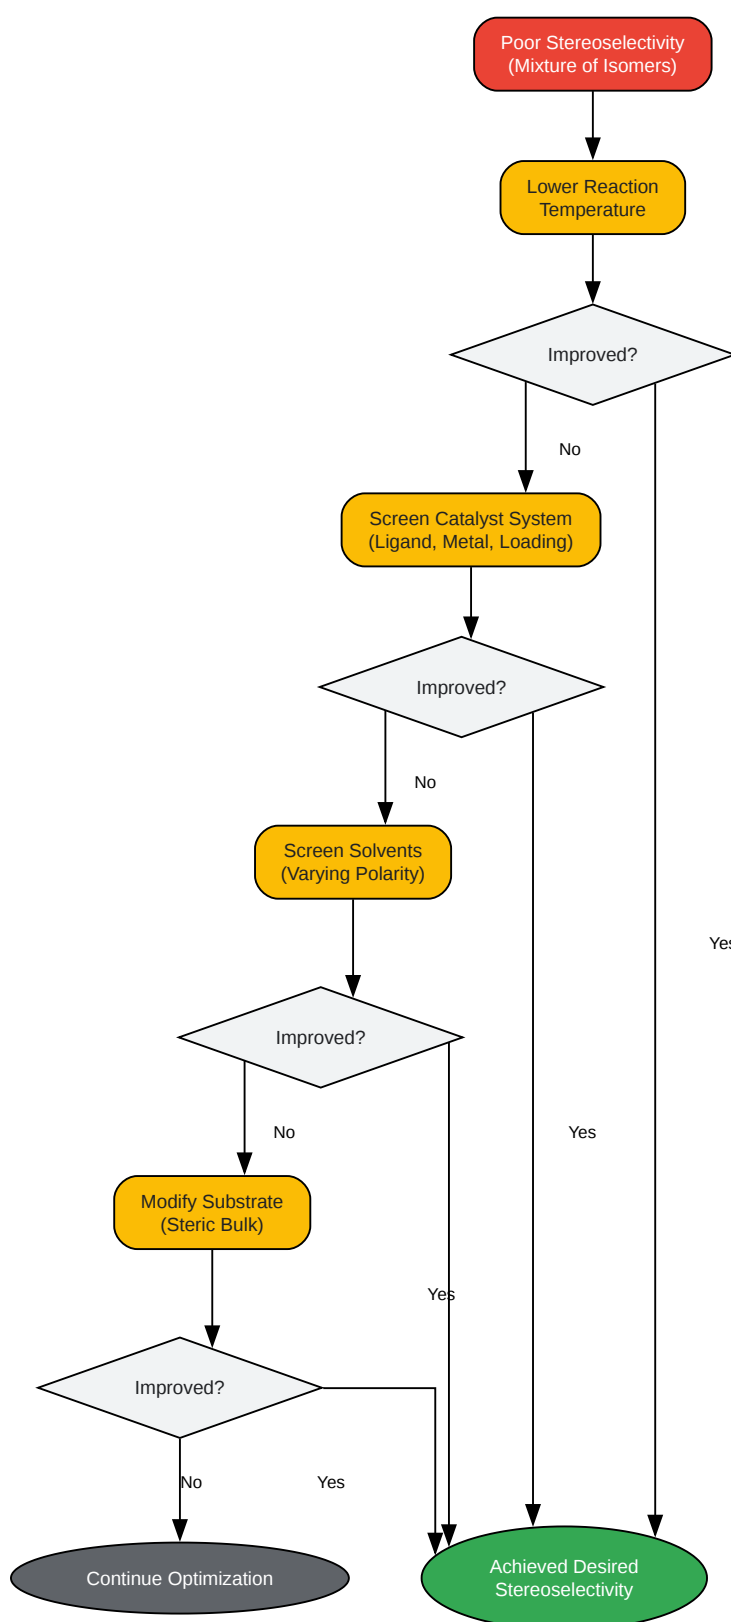 Poor Stereoselectivity
(Mixture of Isomers)
Lower Reaction
Temperature
Improved?
No
Screen Catalyst System
(Ligand, Metal, Loading)
Improved?
No
Screen Solvents
(Varying Polarity)
Yes
Improved?
No
Yes
Modify Substrate
(Steric Bulk)
Yes
Improved?
No
Yes
Continue Optimization
Achieved Desired
Stereoselectivity